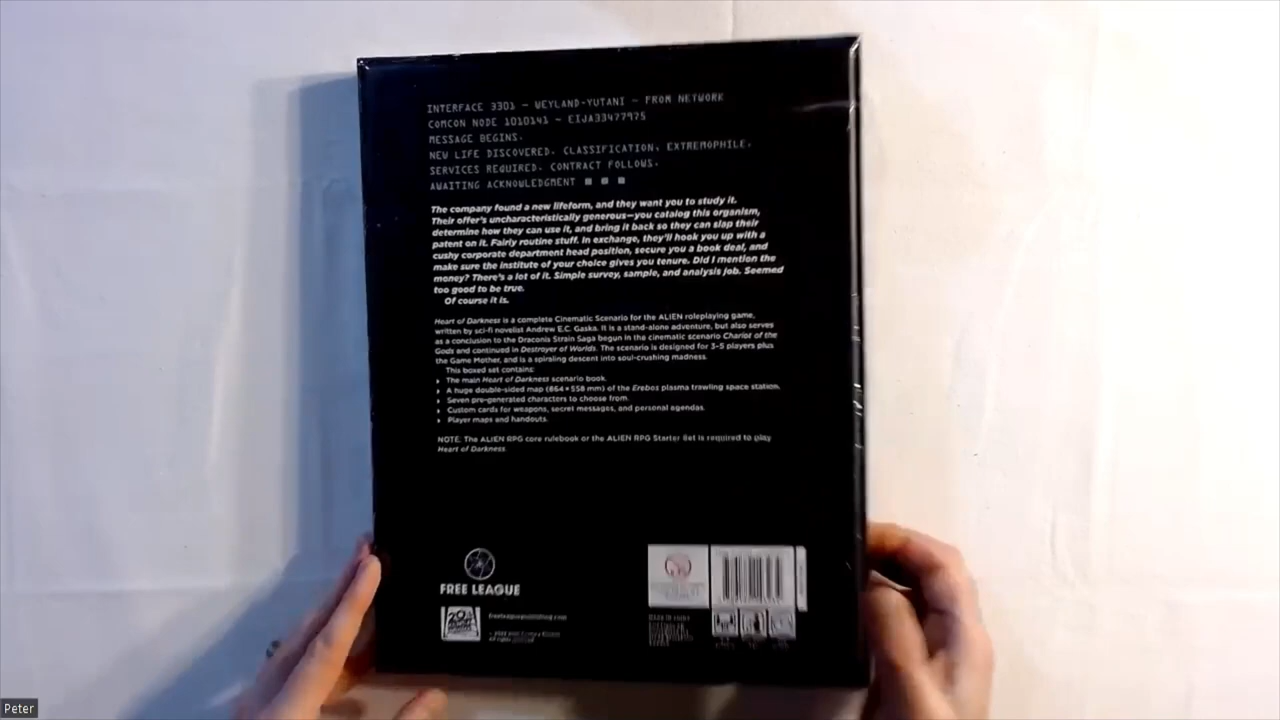 INTERFACE 3301 – WEYLAND-YUTANI – FROM NETWORK
COMCON NODE 1010141 – EIJA33477975
MESSAGE BEGINS.
NEW LIFE DISCOVERED. CLASSIFICATION, EXTREMOPHILE.
SERVICES REQUIRED. CONTRACT FOLLOWS.
AWAITING ACKNOWLEDGMENT
The company found a new lifeform, and they want you to study it.
Their offer's uncharacteristically generous—you catalog this organism,
determine how they can use it, and bring it back so they can slap their
patent on it. Fairly routine stuff. In exchange, they'll hook you up with a
cushy corporate department head position, secure you a book deal, and
make sure the institute of your choice gives you tenure. Did I mention the
money? There's a lot of it. Simple survey, sample, and analysis job. Seemed
too good to be true.
Of course it is.
Heart of Darkness is a complete Cinematic Scenario for the ALIEN roleplaying game,
written by sci-fi novelist Andrew E.C. Gaska. It is a stand-alone adventure, but also serves
as a conclusion to the Draconis Strain Saga begun in the cinematic scenario Chariot of the
Gods and continued in Destroyer of Worlds. The scenario is designed for 3-5 players plus
the Game Mother, and is a spiraling descent into soul-crushing madness.
This boxed set contains:
The main Heart of Darkness scenario book.
A huge double-sided map (864 × 558 mm) of the Erebos plasma trawling space station.
Seven pre-generated characters to choose from.
Custom cards for weapons, secret messages, and personal agendas.
Player maps and handouts.
NOTE: The ALIEN RPG core rulebook or the ALIEN RPG Starter Set is required to play
Heart of Darkness.
FREE LEAGUE
freeleaguepublishing.com
MADE IN CHINA
Peter